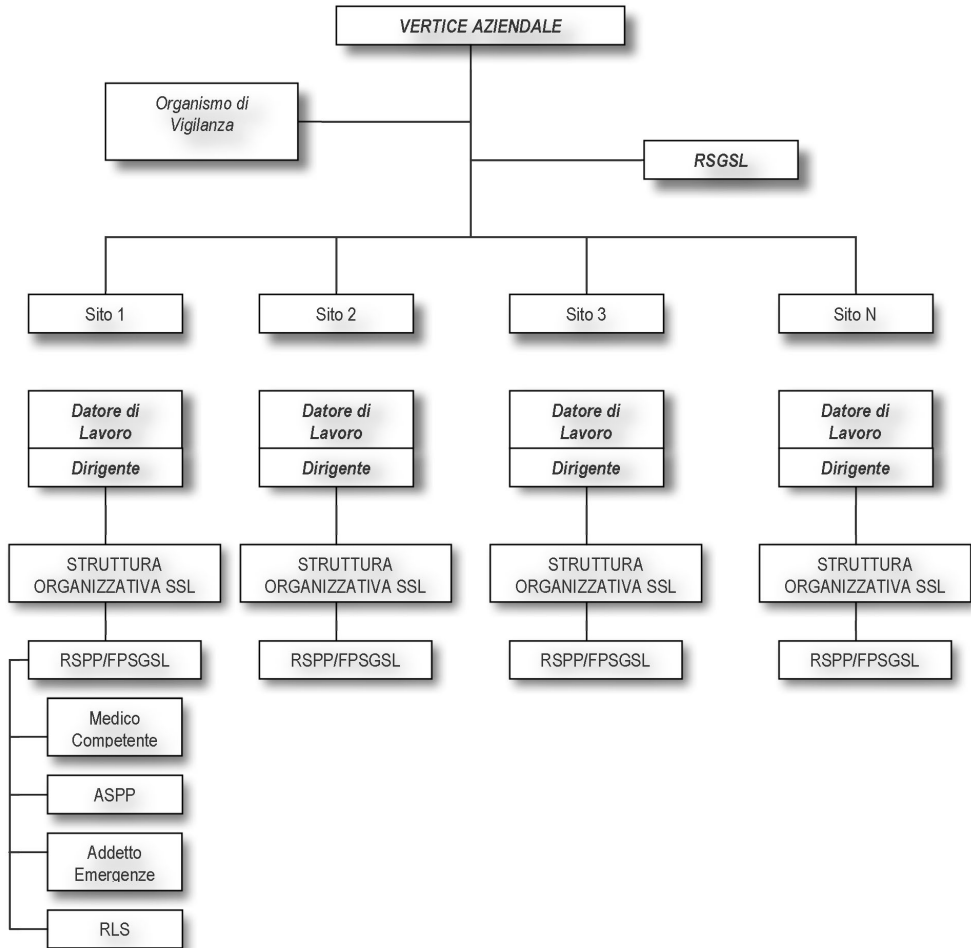 VERTICE AZIENDALE
Organismo di
Vigilanza
RSGSL
Sito 1
Sito 2
Sito 3
Sito N
Datore di
Lavoro
Dirigente
Datore di
Lavoro
Dirigente
Datore di
Lavoro
Dirigente
Datore di
Lavoro
Dirigente
STRUTTURA
ORGANIZZATIVA SSL
STRUTTURA
ORGANIZZATIVA SSL
STRUTTURA
ORGANIZZATIVA SSL
STRUTTURA
ORGANIZZATIVA SSL
RSPP/FPSGSL
RSPP/FPSGSL
RSPP/FPSGSL
RSPP/FPSGSL
Medico
Competente
ASPP
Addetto
Emergenze
RLS